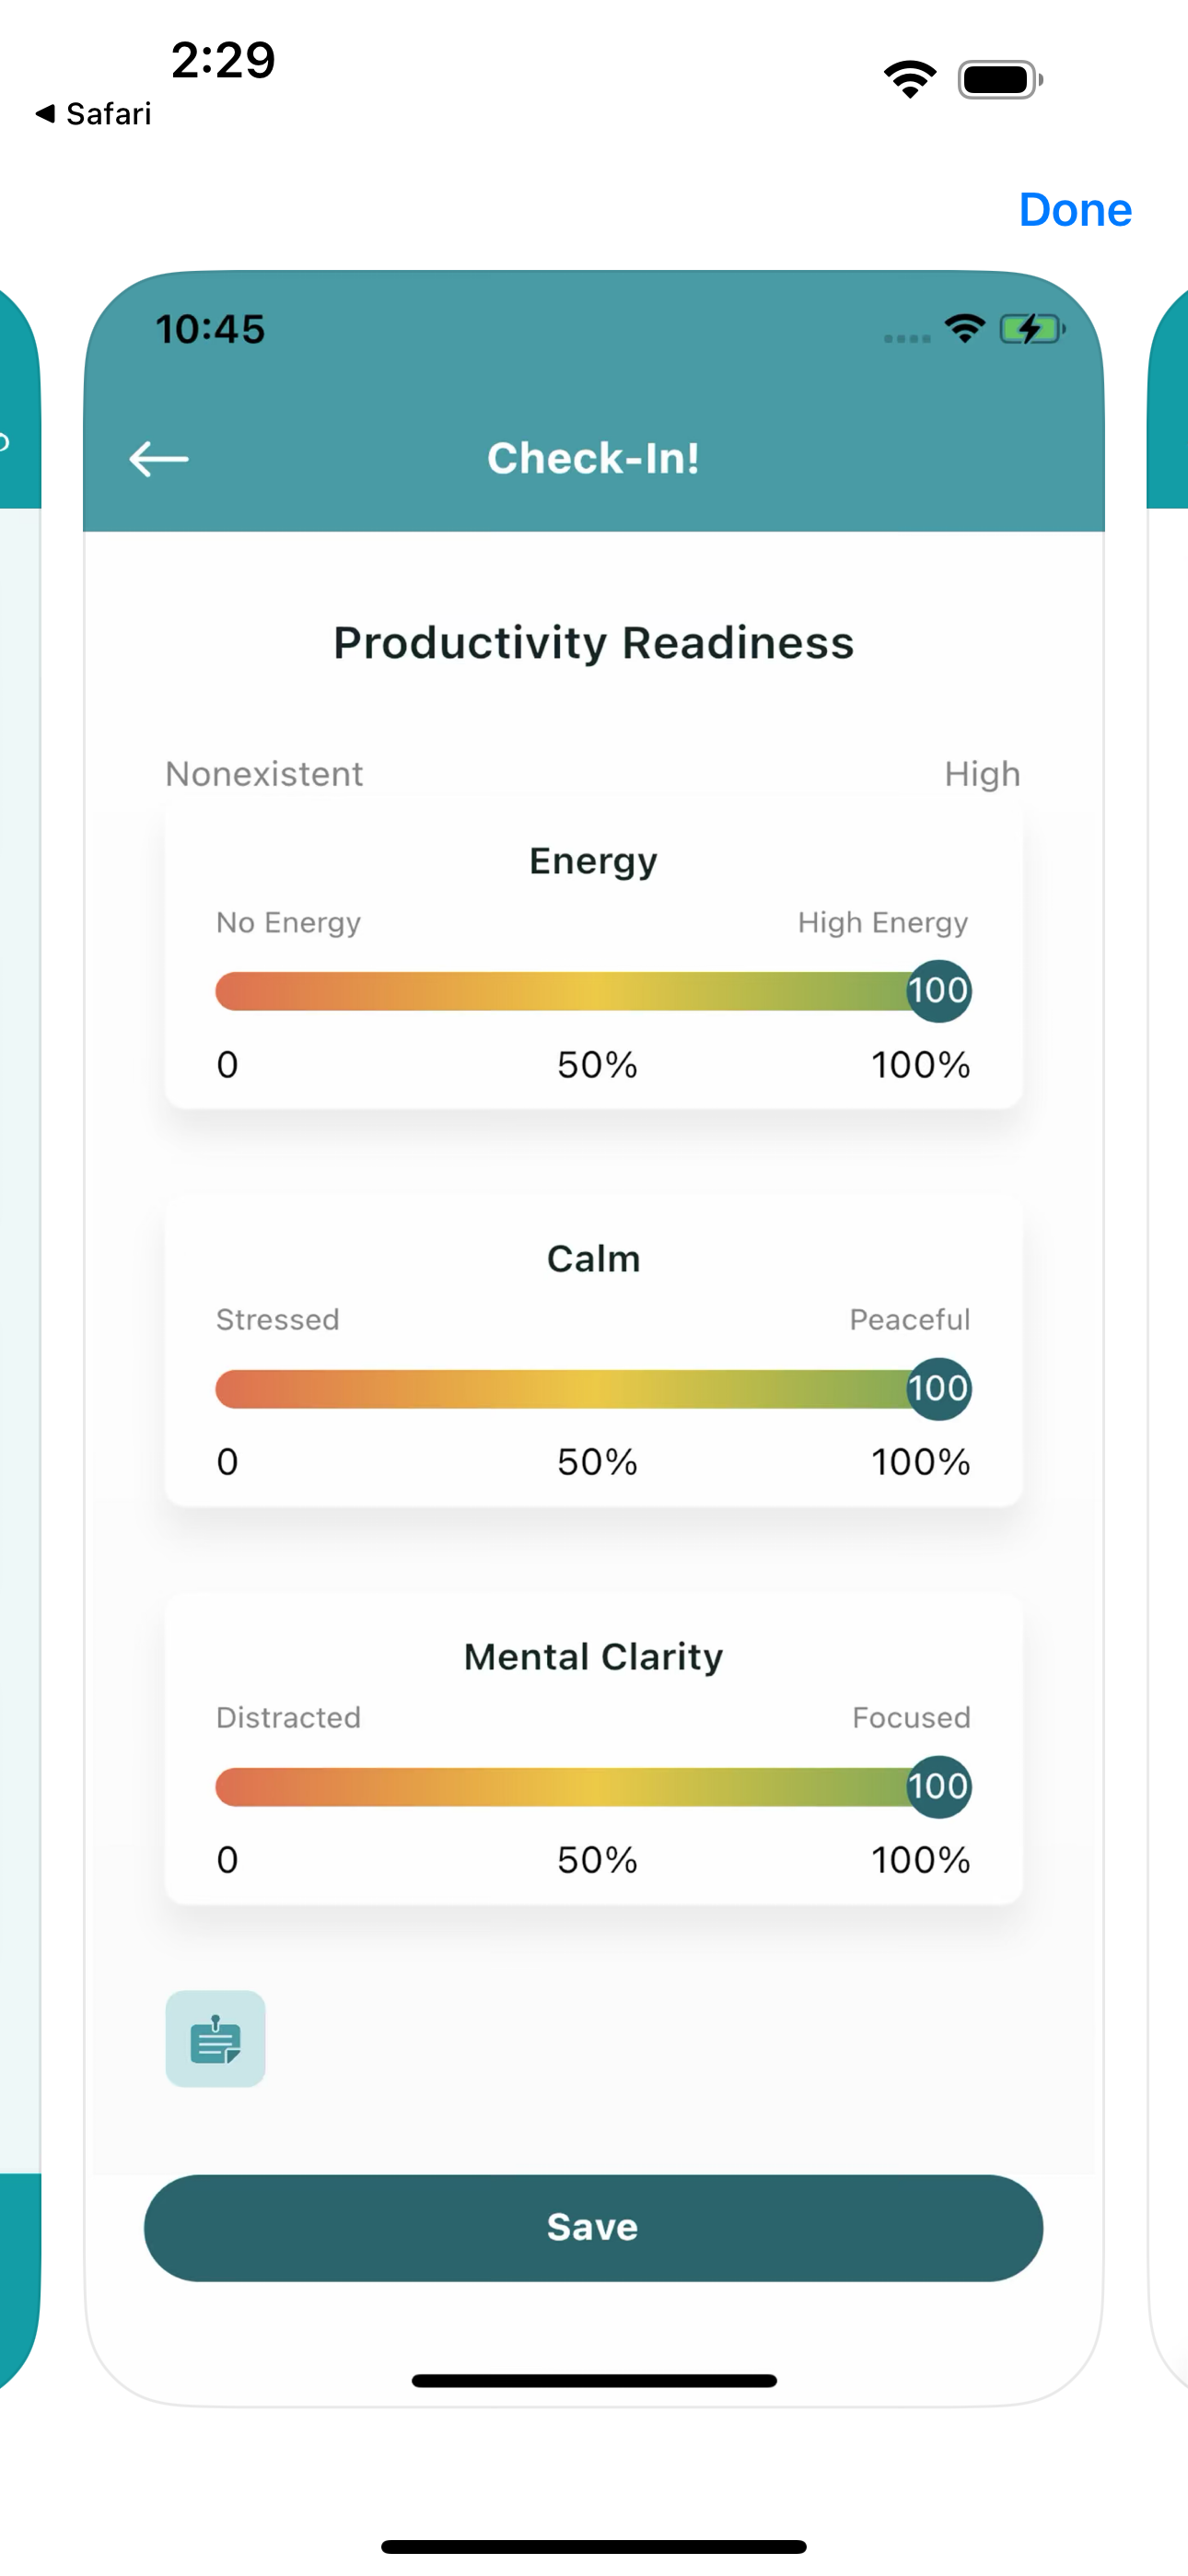 2:29
◀ Safari
Done
10:45
Check-In!
Productivity Readiness
Nonexistent High
Energy
No Energy High Energy
100
0 50% 100%
Calm
Stressed Peaceful
100
0 50% 100%
Mental Clarity
Distracted Focused
100
0 50% 100%
Save